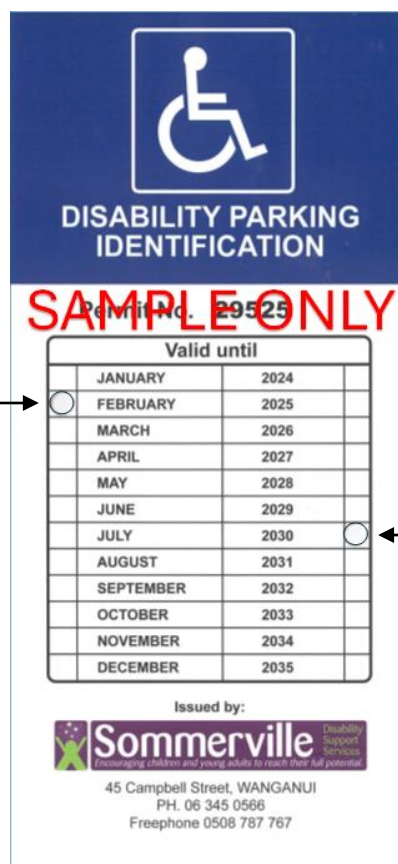 DISABILITY PARKING
IDENTIFICATION
Permit No. 29525
SAMPLE ONLY
Valid until
JANUARY 2024
FEBRUARY 2025
MARCH 2026
APRIL 2027
MAY 2028
JUNE 2029
JULY 2030
AUGUST 2031
SEPTEMBER 2032
OCTOBER 2033
NOVEMBER 2034
DECEMBER 2035
Issued by:
Sommerville Disability Support Services
Encouraging children and young adults to reach their full potential.
45 Campbell Street, WANGANUI
PH. 06 345 0566
Freephone 0508 787 767